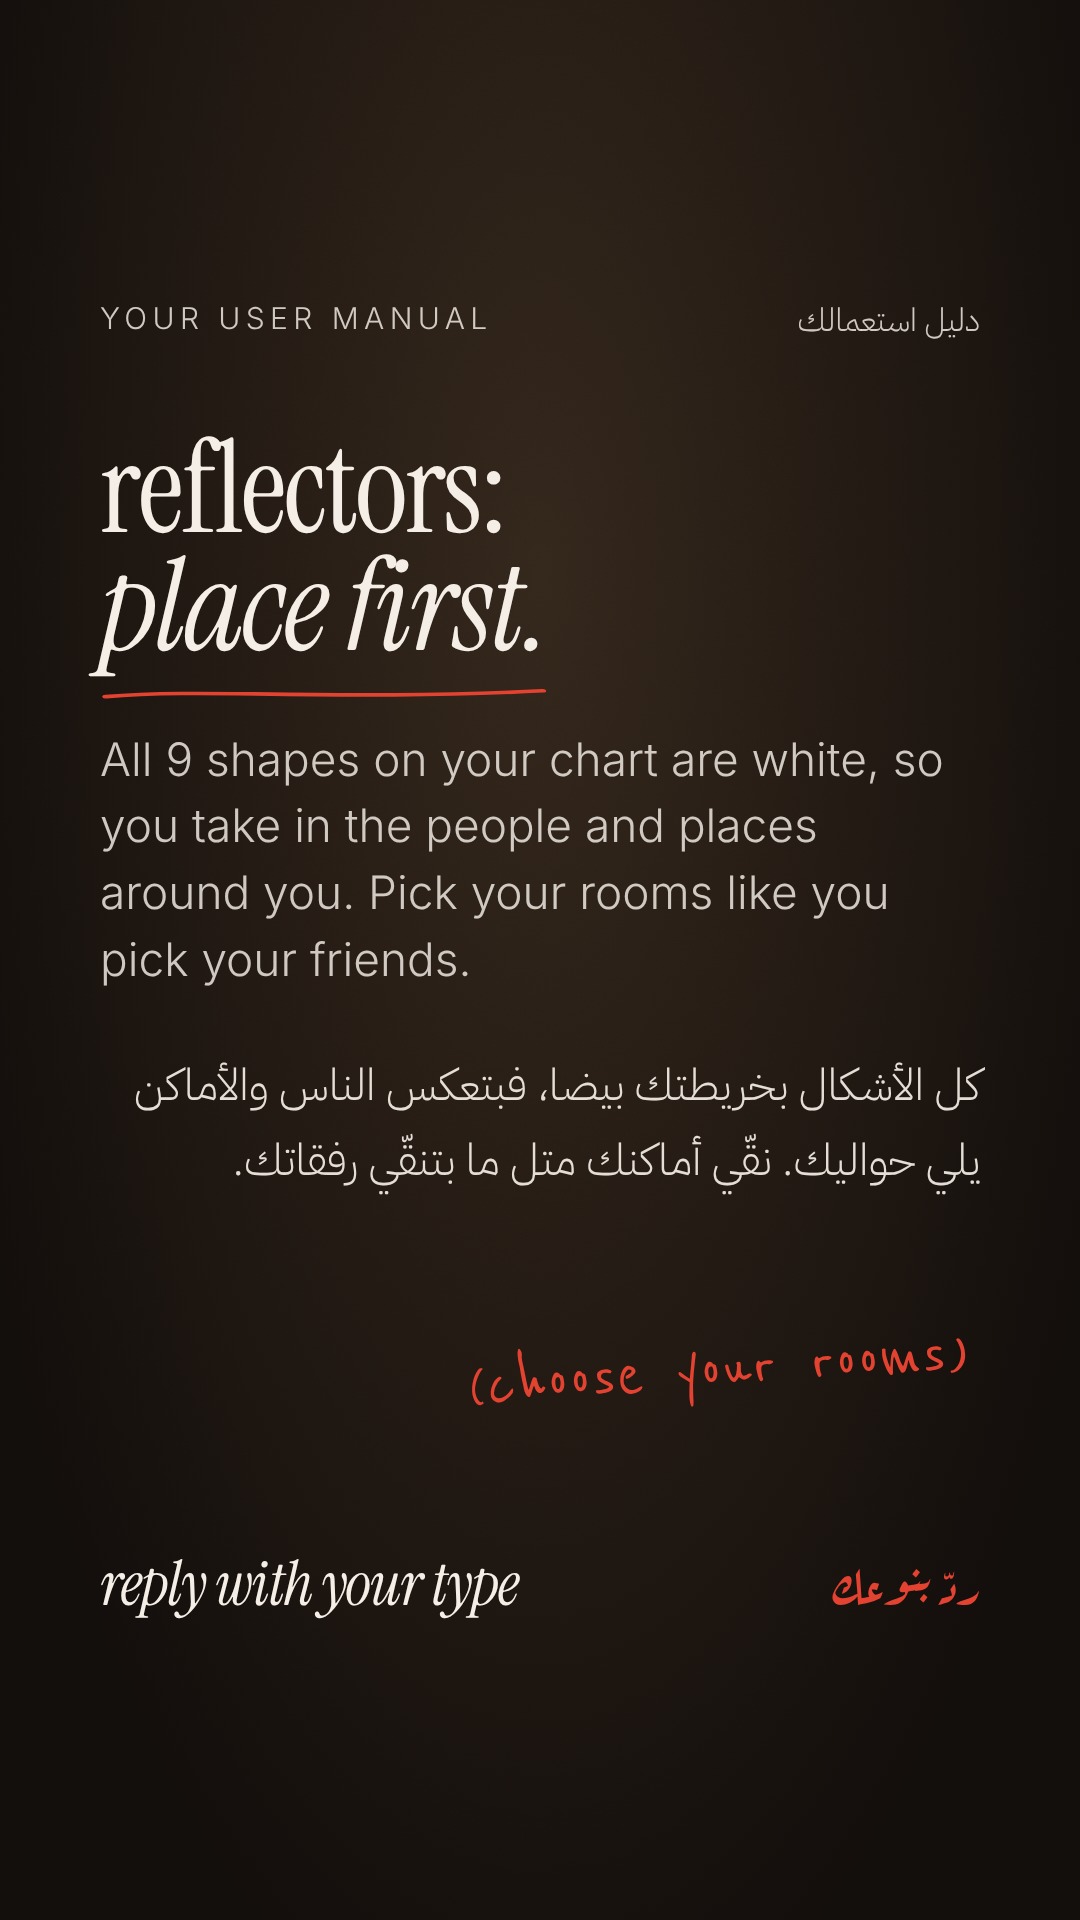 YOUR USER MANUAL
دليل استعمالك
reflectors:
place first.
All 9 shapes on your chart are white, so
you take in the people and places
around you. Pick your rooms like you
pick your friends.
كل الأشكال بخريطتك بيضا، فبتعكس الناس والأماكن
يلي حواليك. نقّي أماكنك متل ما بتنقّي رفقاتك.
(choose your rooms)
reply with your type
ردّ بنوعك